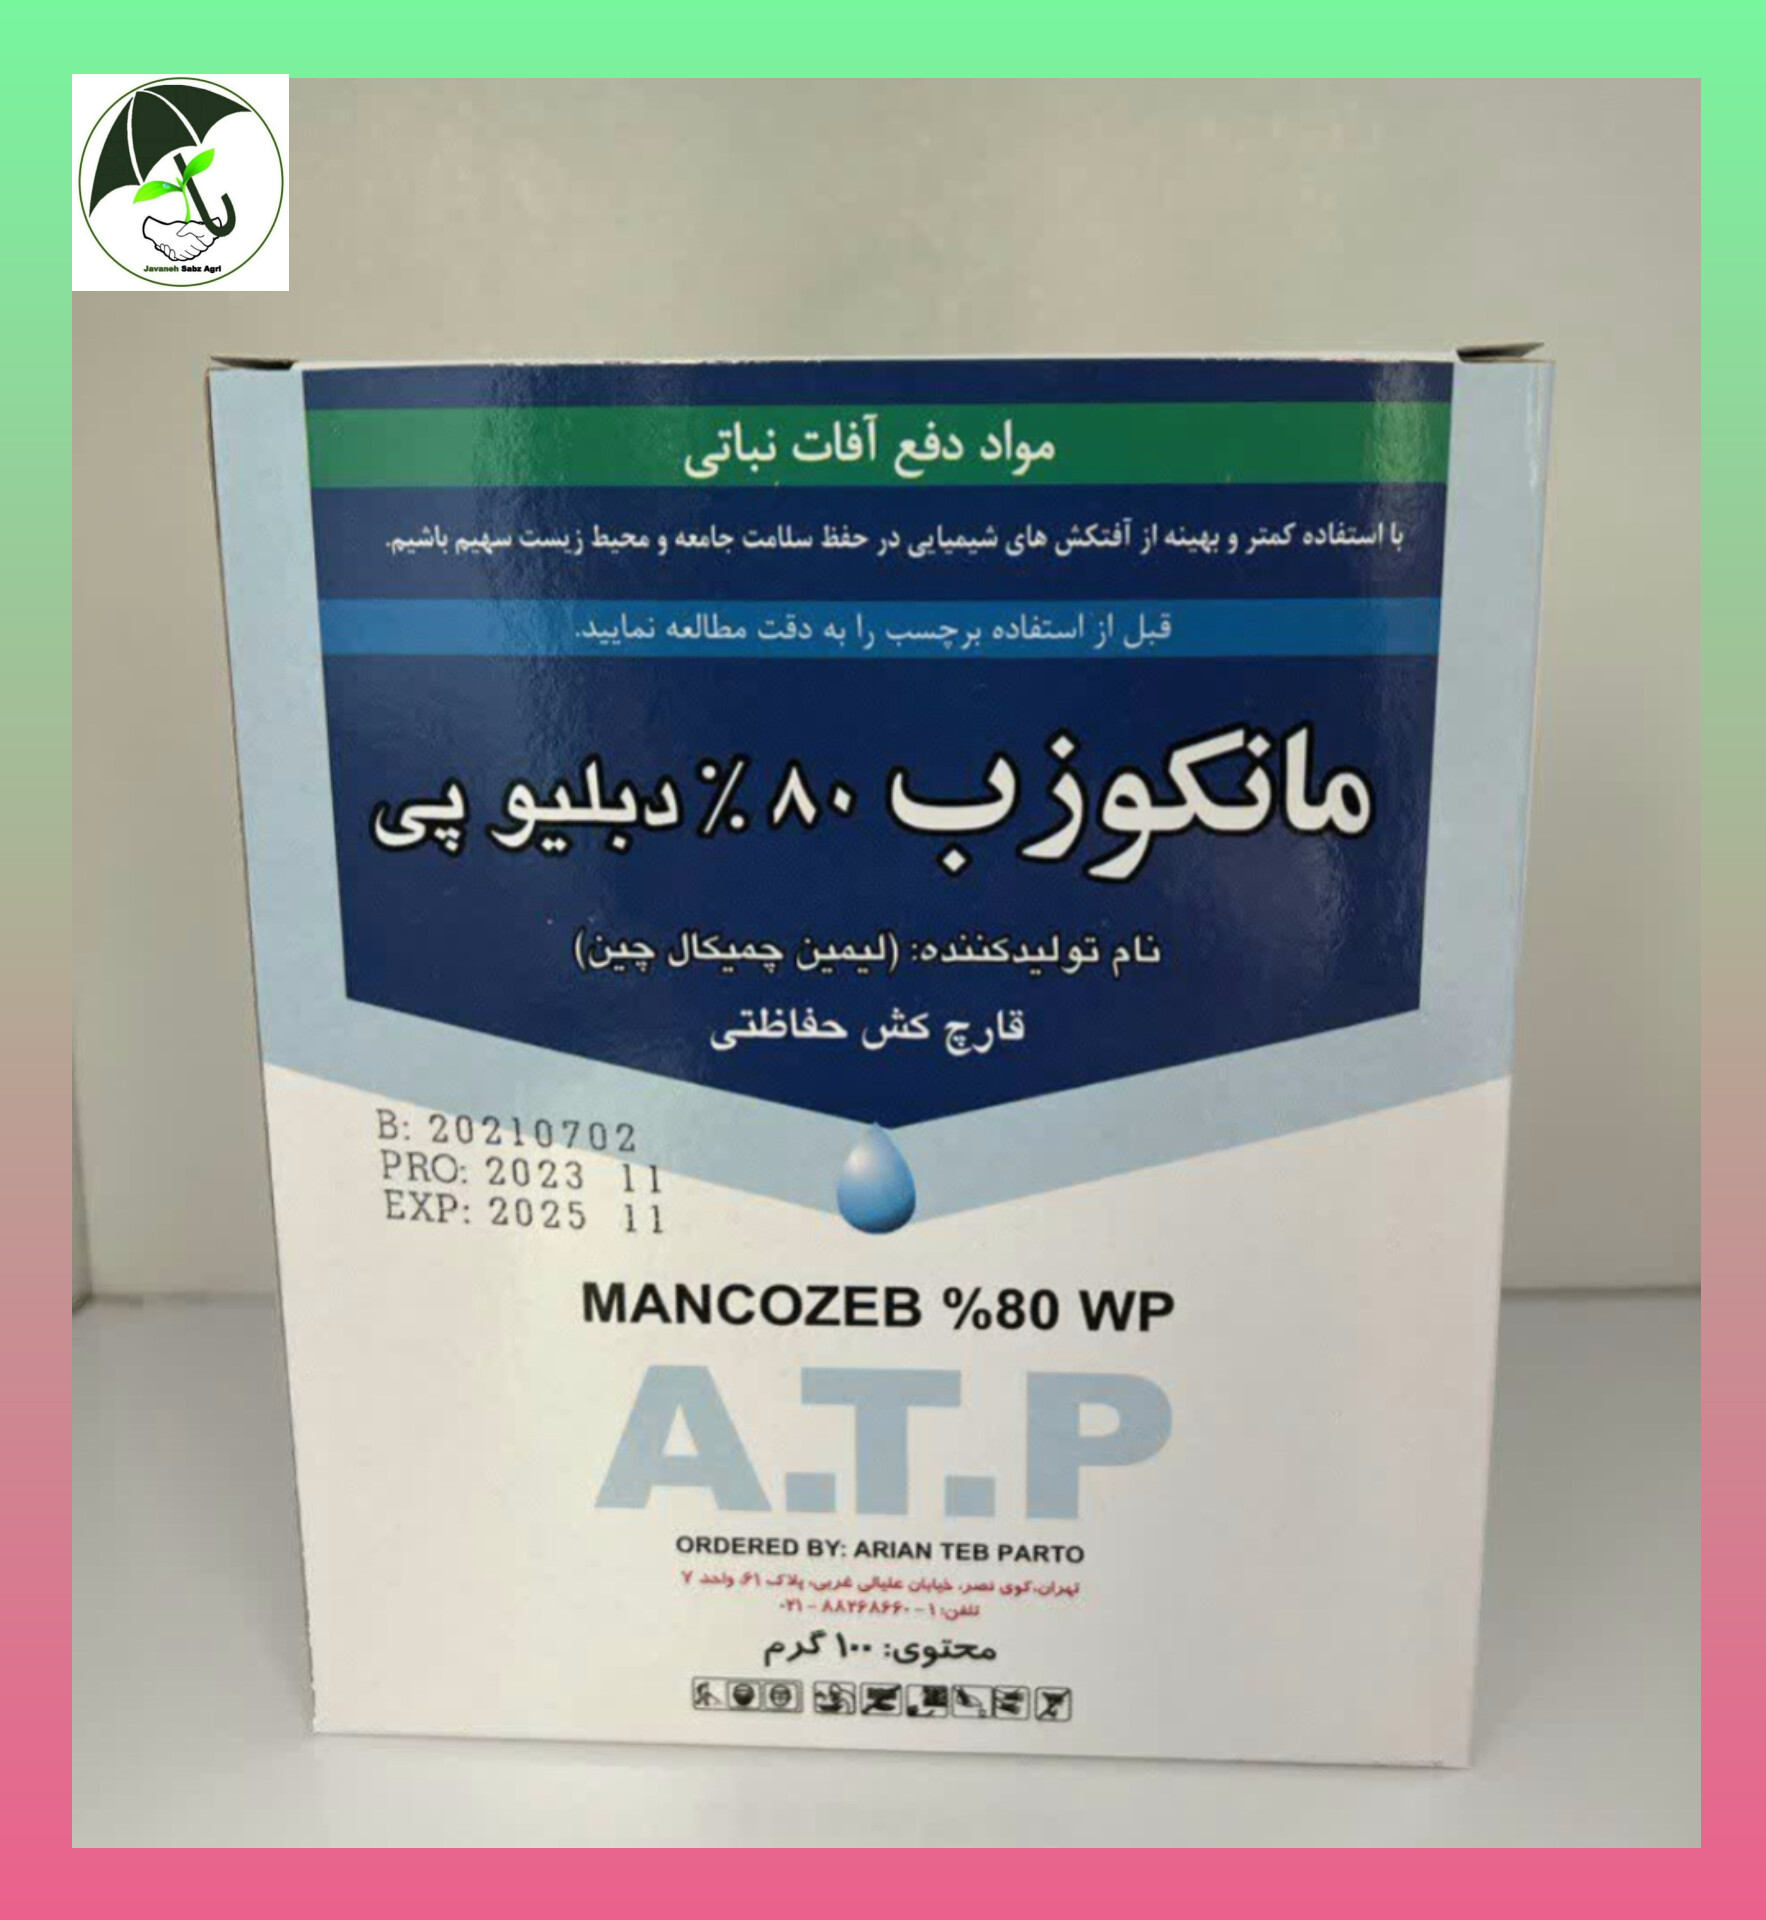 Javaneh Sabz Agri
مواد دفع آفات نباتی
با استفاده کمتر و بهینه از آفتکش های شیمیایی در حفظ سلامت جامعه و محیط زیست سهیم باشیم.
قبل از استفاده برچسب را به دقت مطالعه نمایید.
مانکوزب ۸۰ ٪ دبلیو پی
نام تولیدکننده: (لیمین چمیکال چین)
قارچ کش حفاظتی
B: 20210702
PRO: 2023 11
EXP: 2025 11
MANCOZEB %80 WP
A.T.P
ORDERED BY: ARIAN TEB PARTO
تهران، کوی نصر، خیابان علیالی غربی، پلاک ۶۱، واحد ۷
تلفن: ۱ - ۸۸۲۶۸۶۶۰ - ۰۲۱
محتوی: ۱۰۰ گرم